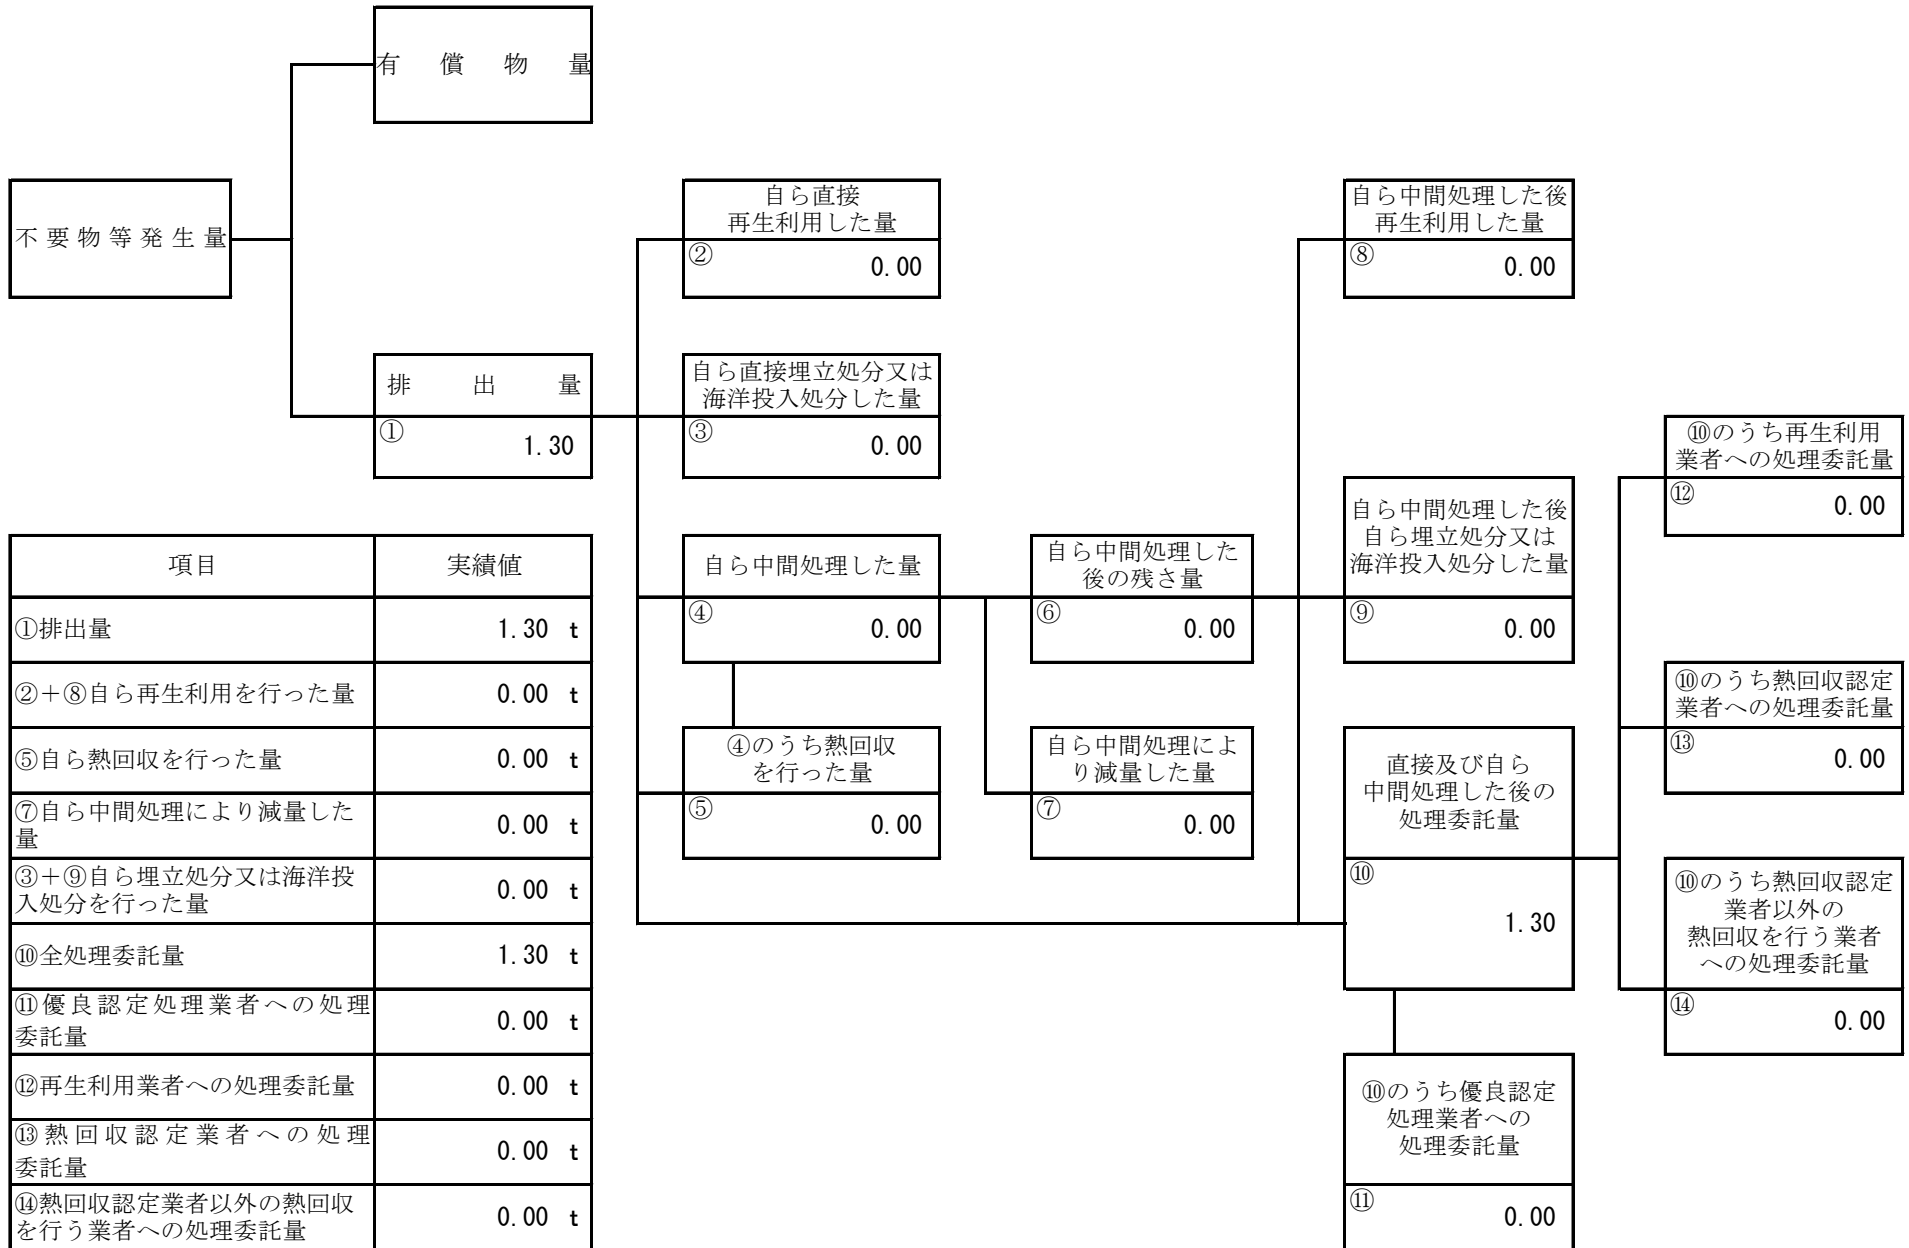 有償物量
不要物等発生量
排出量
①
1.30
自ら直接
再生利用した量
②
0.00
自ら直接埋立処分又は
海洋投入処分した量
③
0.00
自ら中間処理した量
④
0.00
④のうち熱回収
を行った量
⑤
0.00
自ら中間処理した
後の残さ量
⑥
0.00
自ら中間処理によ
り減量した量
⑦
0.00
自ら中間処理した後
再生利用した量
⑧
0.00
自ら中間処理した後
自ら埋立処分又は
海洋投入処分した量
⑨
0.00
直接及び自ら
中間処理した後の
処理委託量
⑩
1.30
⑩のうち優良認定
処理業者への
処理委託量
⑪
0.00
⑩のうち再生利用
業者への処理委託量
⑫
0.00
⑩のうち熱回収認定
業者への処理委託量
⑬
0.00
⑩のうち熱回収認定
業者以外の
熱回収を行う業者
への処理委託量
⑭
0.00
項目 実績値
①排出量 1.30 t
②＋⑧自ら再生利用を行った量 0.00 t
⑤自ら熱回収を行った量 0.00 t
⑦自ら中間処理により減量した
量 0.00 t
③＋⑨自ら埋立処分又は海洋投
入処分を行った量 0.00 t
⑩全処理委託量 1.30 t
⑪優良認定処理業者への処理
委託量 0.00 t
⑫再生利用業者への処理委託量 0.00 t
⑬熱回収認定業者への処理
委託量 0.00 t
⑭熱回収認定業者以外の熱回収
を行う業者への処理委託量 0.00 t